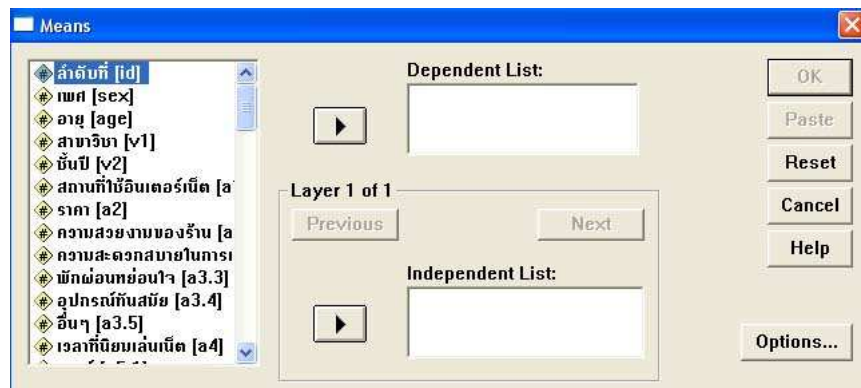 Means
ลำดับที่ [id]
เพศ [sex]
อายุ [age]
สาขาวิชา [v1]
ชั้นปี [v2]
สถานที่ใช้อินเตอร์เน็ต [a
ราคา [a2]
ความสวยงามของร้าน [a
ความสะดวกสบายในการเ
พักผ่อนหย่อนใจ [a3.3]
อุปกรณ์ทันสมัย [a3.4]
อื่นๆ [a3.5]
เวลาที่นิยมเล่นเน็ต [a4]
Dependent List:
Layer 1 of 1
Previous
Next
Independent List:
OK
Paste
Reset
Cancel
Help
Options...